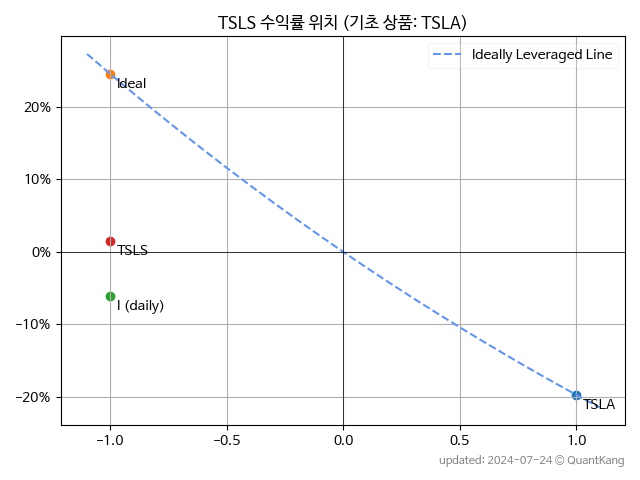 TSLS 수익률 위치 (기초 상품: TSLA)
Ideally Leveraged Line
Ideal
20%
10%
TSLS
0%
I (daily)
−10%
−20%
TSLA
−1.0
−0.5
0.0
0.5
1.0
updated: 2024-07-24 © QuantKang